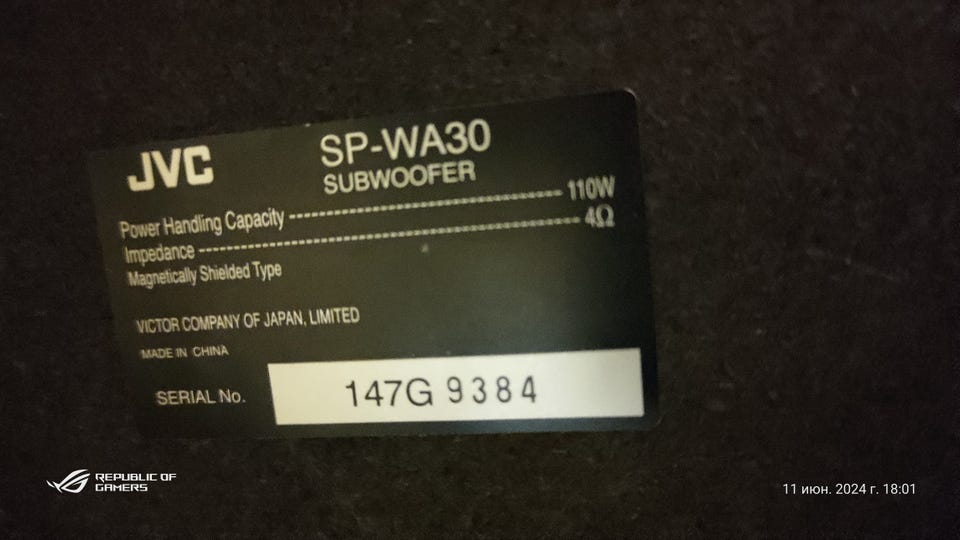 JVC
SP-WA30
SUBWOOFER
Power Handling Capacity ---------------------------------------- 110W
Impedance -------------------------------------------------------- 4Ω
Magnetically Shielded Type
VICTOR COMPANY OF JAPAN, LIMITED
MADE IN CHINA
SERIAL No. 147G 9384
REPUBLIC OF
GAMERS
11 июн. 2024 г. 18:01